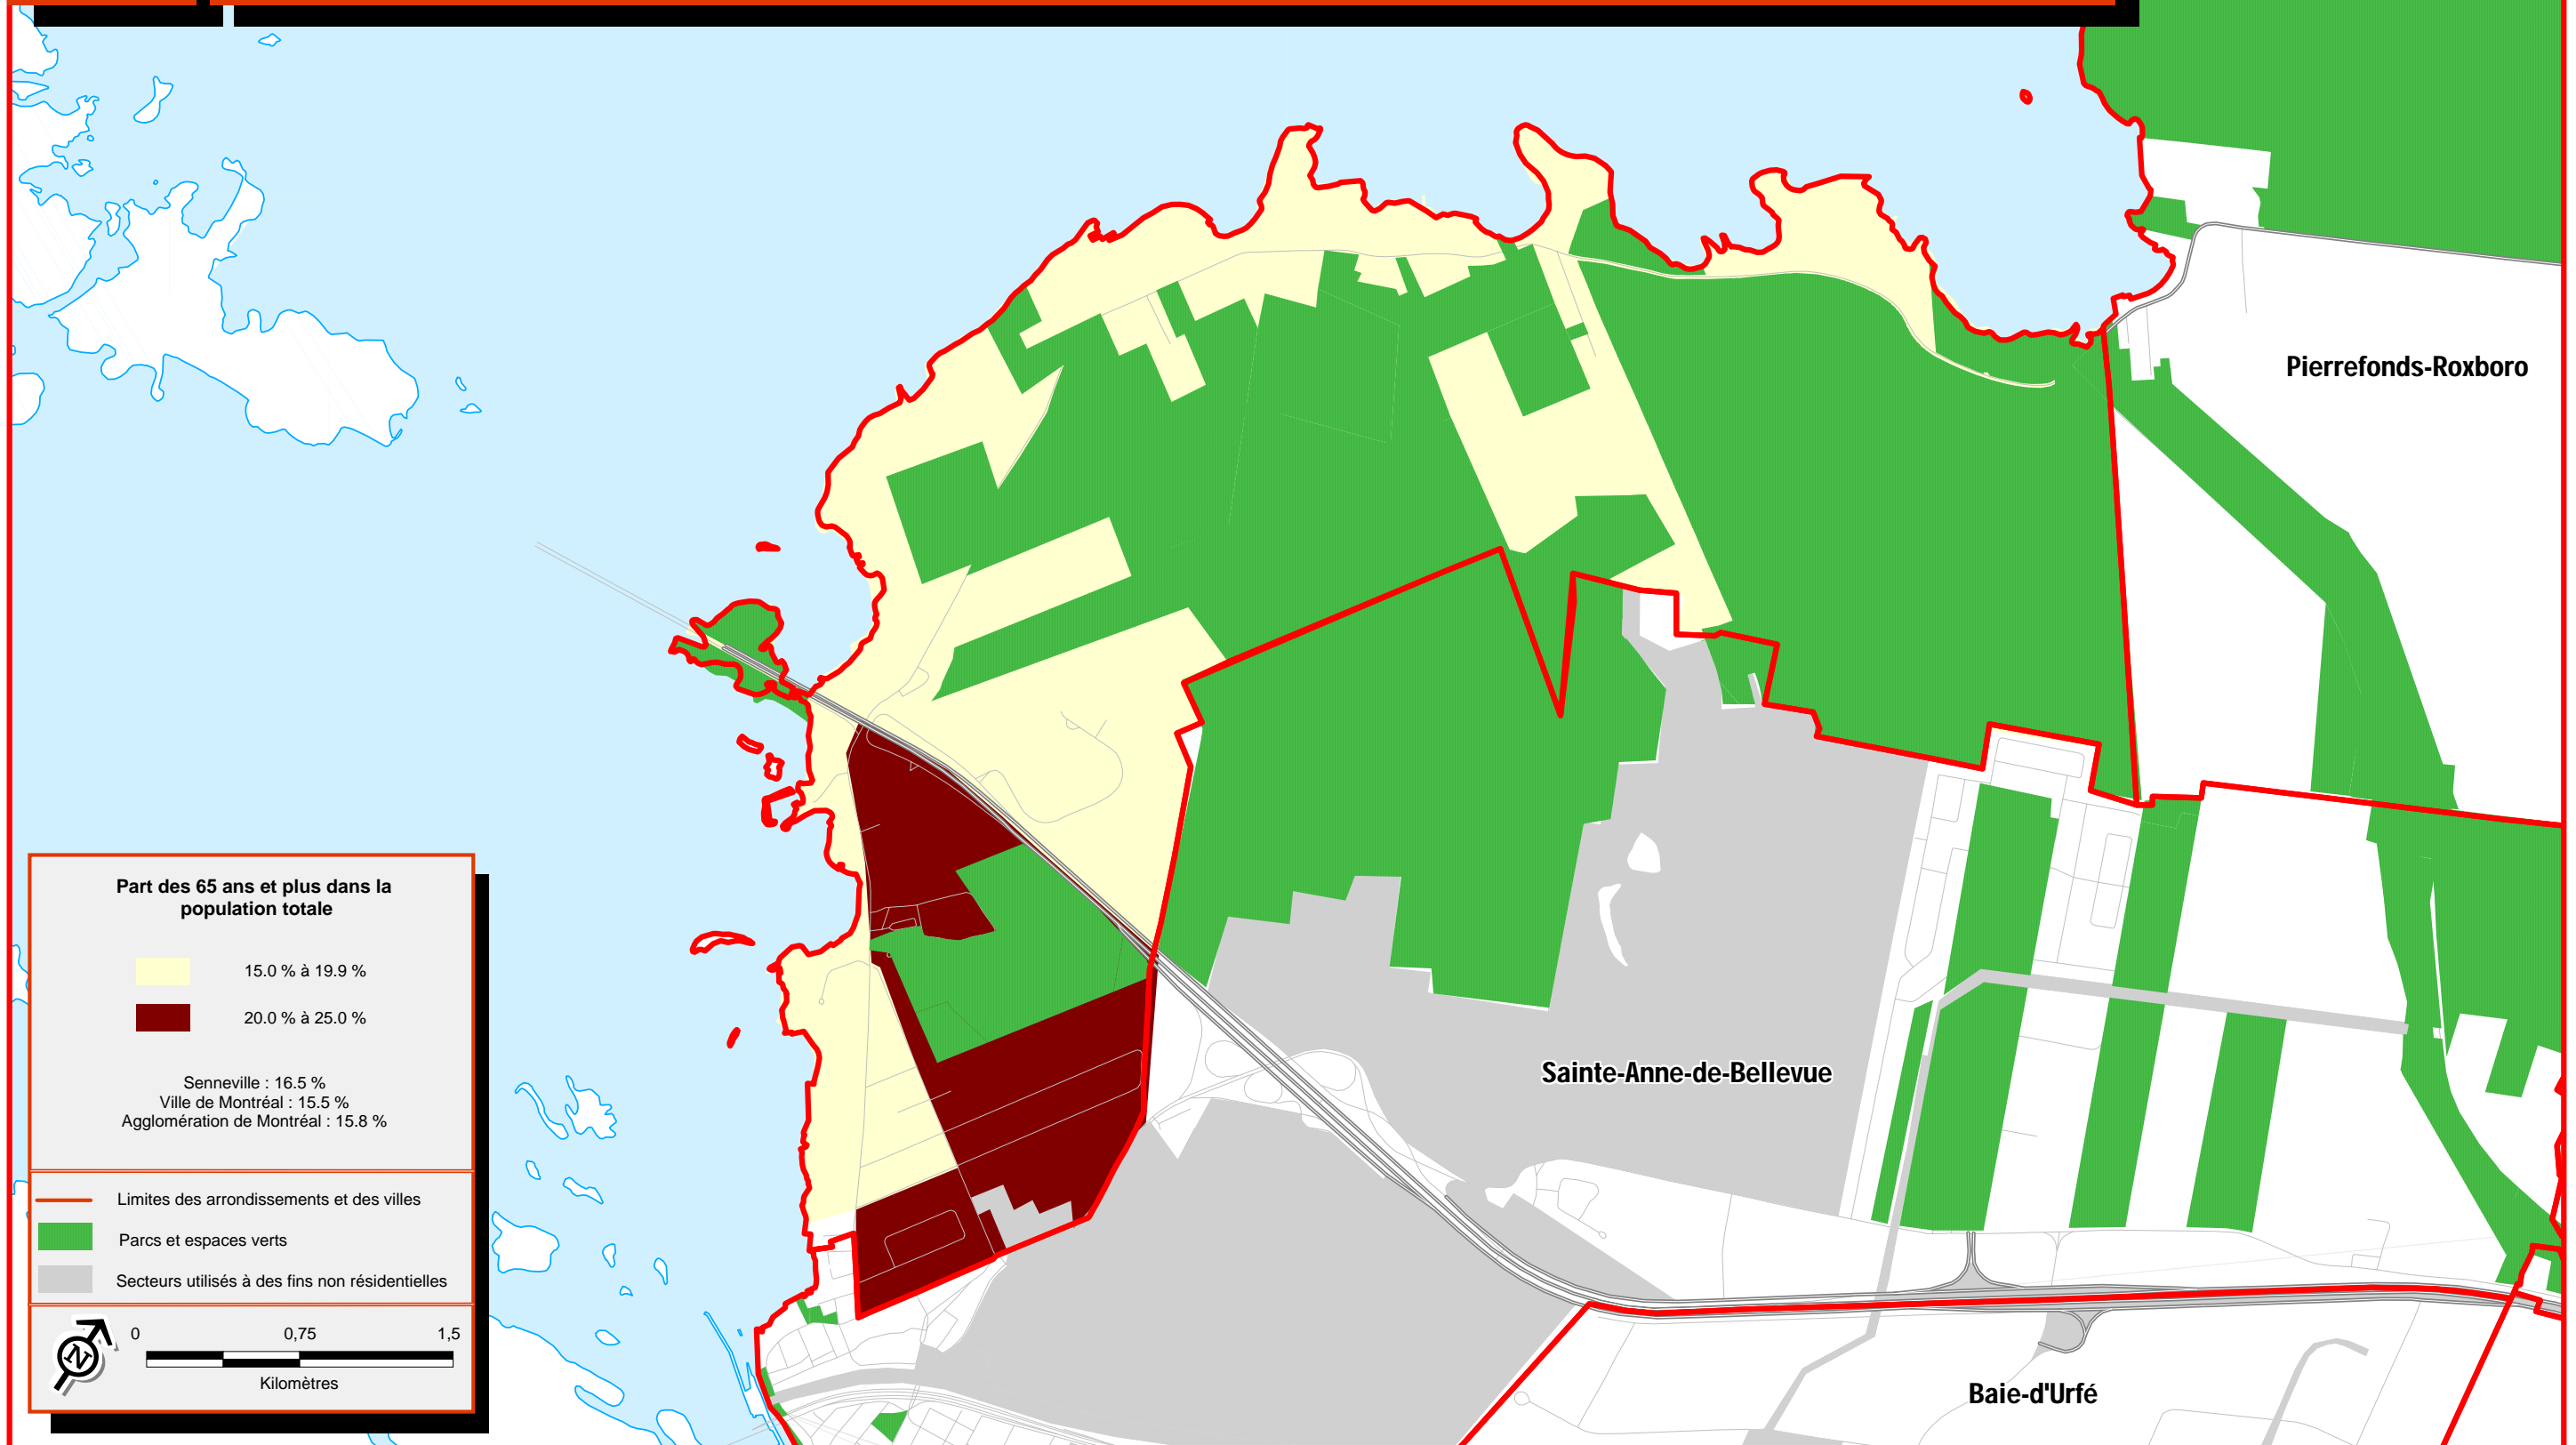 Pierrefonds-Roxboro
Part des 65 ans et plus dans la
population totale
15.0 % à 19.9 %
20.0 % à 25.0 %
Senneville : 16.5 %
Ville de Montréal : 15.5 %
Agglomération de Montréal : 15.8 %
Sainte-Anne-de-Bellevue
Limites des arrondissements et des villes
Parcs et espaces verts
Secteurs utilisés à des fins non résidentielles
N
0 0,75 1,5
Kilomètres
Baie-d'Urfé